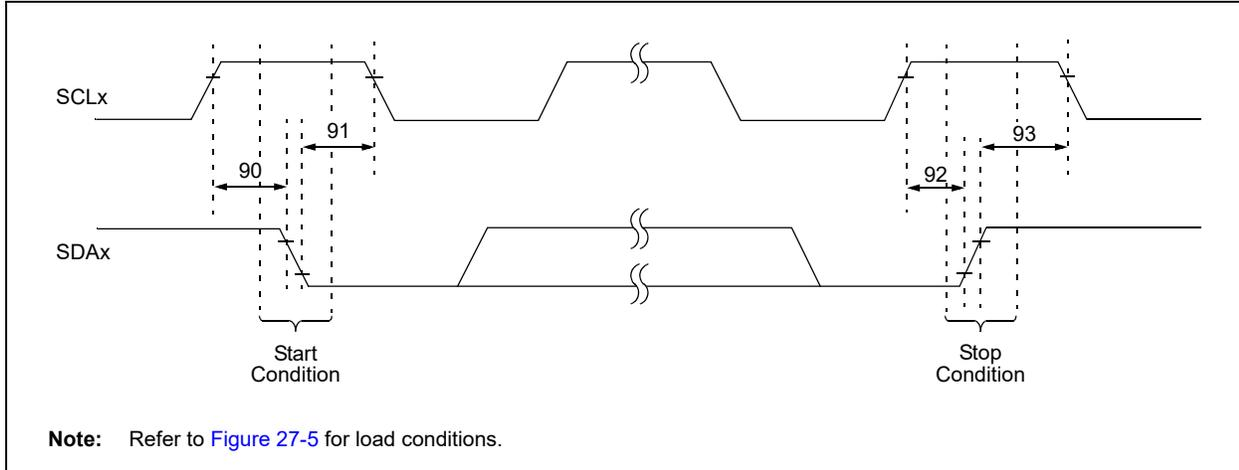 SCLx
91
93
90
92
SDAx
Start
Condition
Stop
Condition
Note: Refer to Figure 27-5 for load conditions.